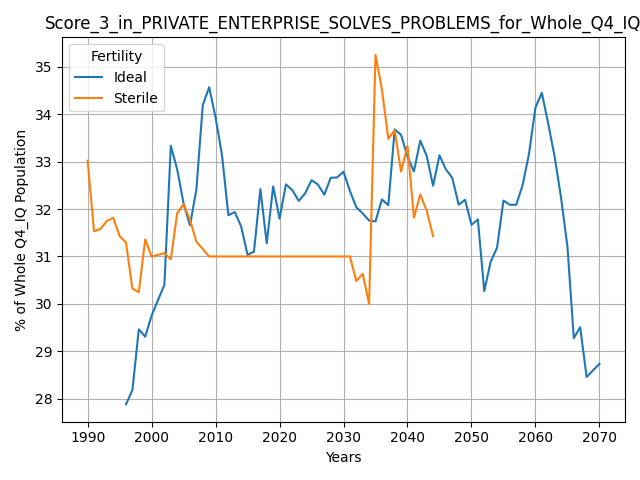 Score_3_in_PRIVATE_ENTERPRISE_SOLVES_PROBLEMS_for_Whole_Q4_IQ
Fertility
Ideal
Sterile
% of Whole Q4_IQ Population
35
34
33
32
31
30
29
28
1990 2000 2010 2020 2030 2040 2050 2060 2070
Years